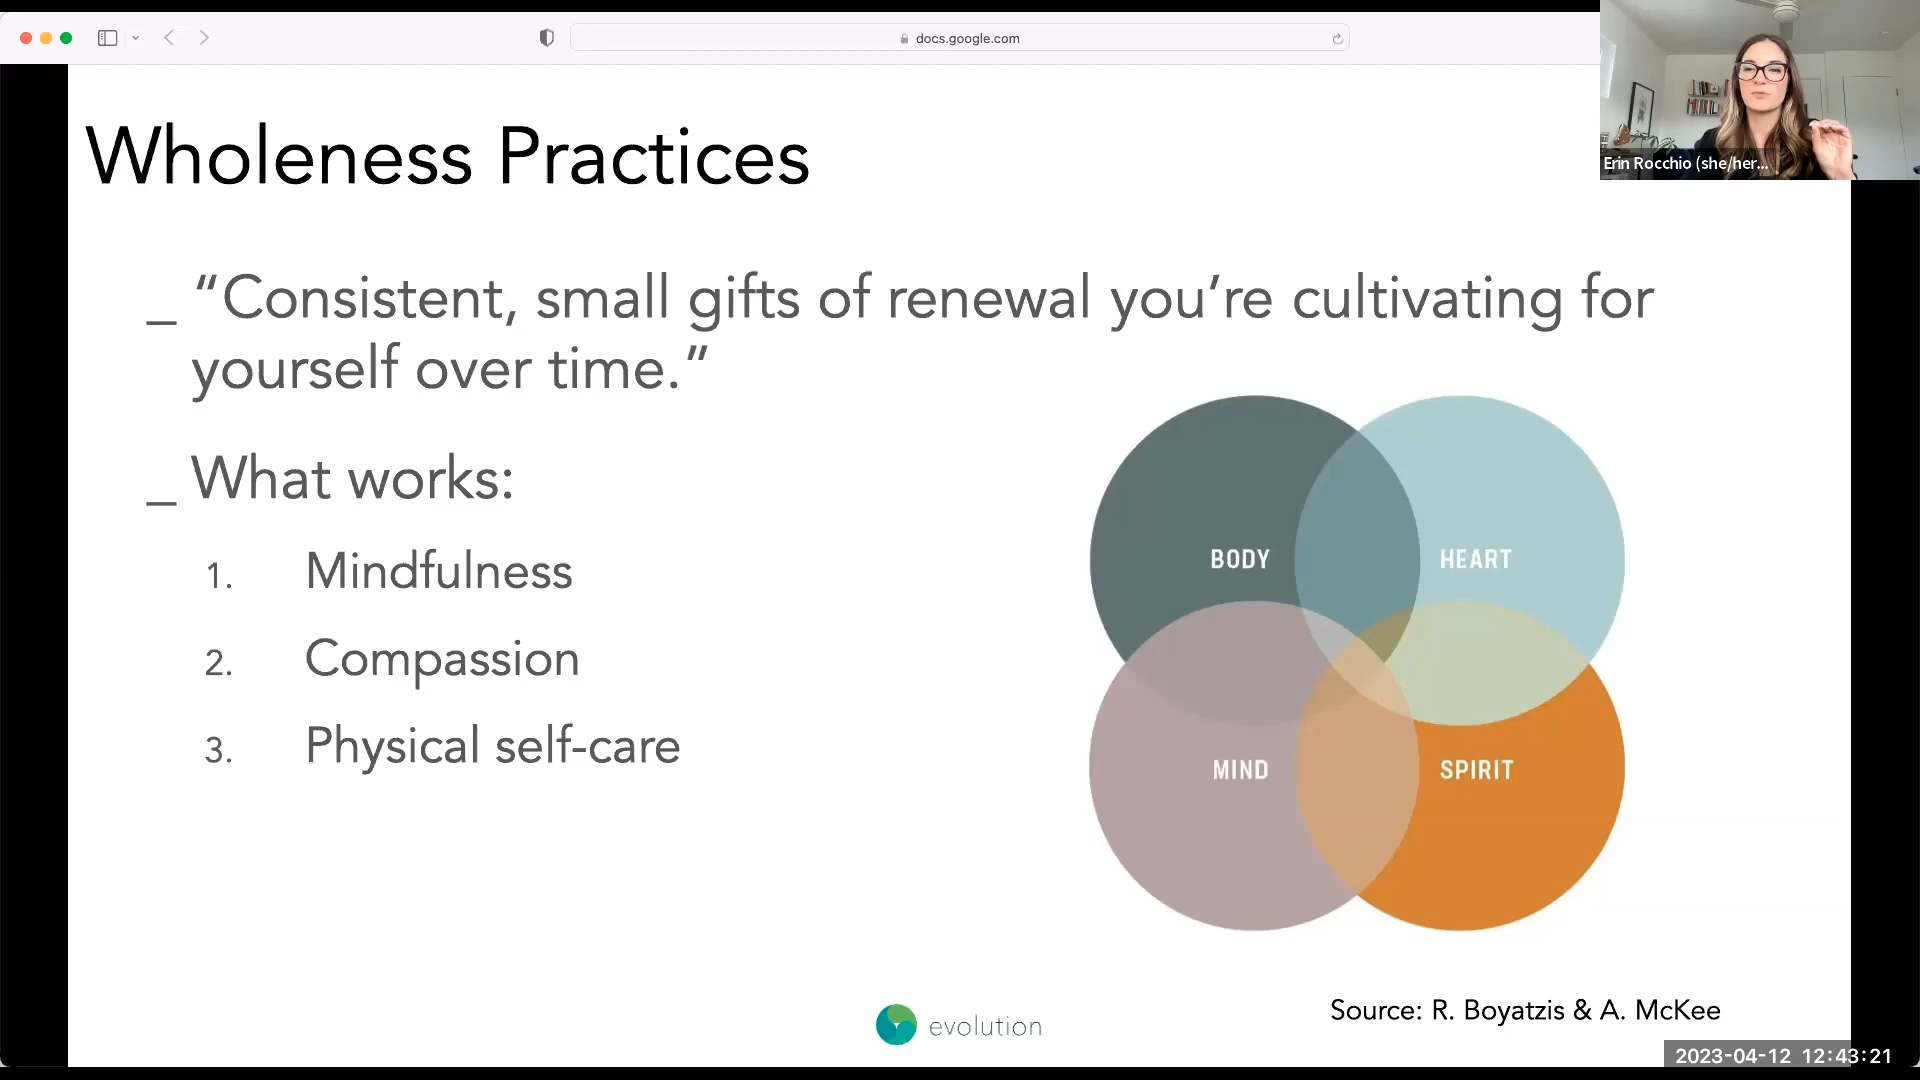 docs.google.com
Erin Rocchio (she/her...
Wholeness Practices
_ “Consistent, small gifts of renewal you’re cultivating for
yourself over time.”
_ What works:
1. Mindfulness
2. Compassion
3. Physical self-care
BODY
HEART
MIND
SPIRIT
evolution
Source: R. Boyatzis & A. McKee
2023-04-12 12:43:21